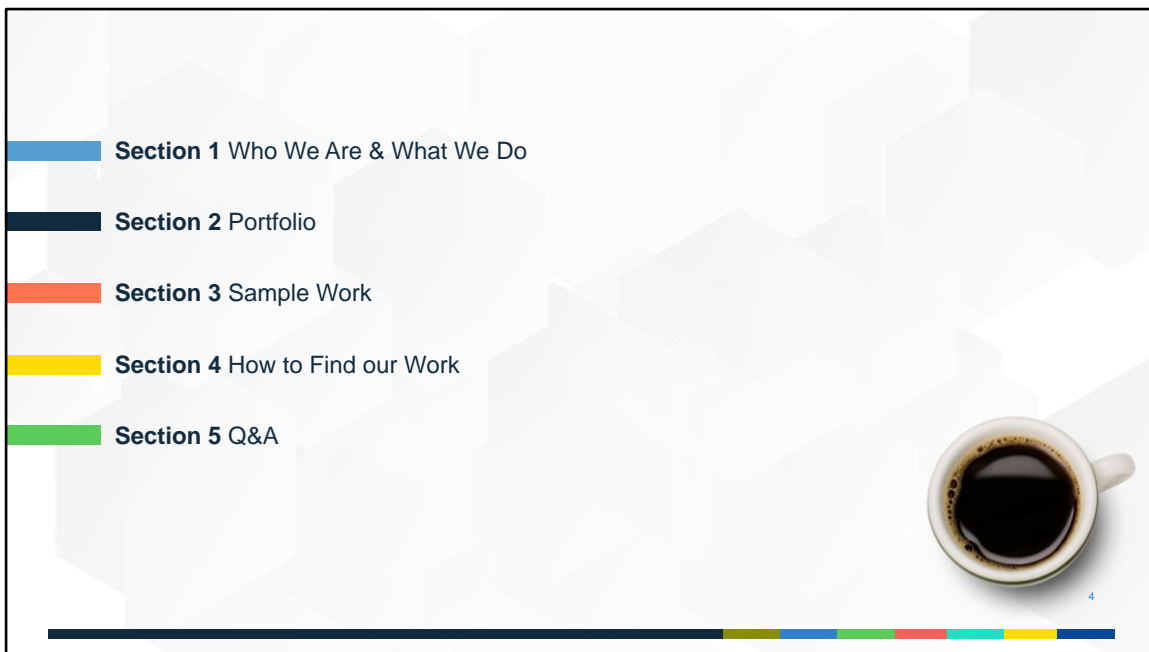 Section 1 Who We Are & What We Do
Section 2 Portfolio
Section 3 Sample Work
Section 4 How to Find our Work
Section 5 Q&A
4